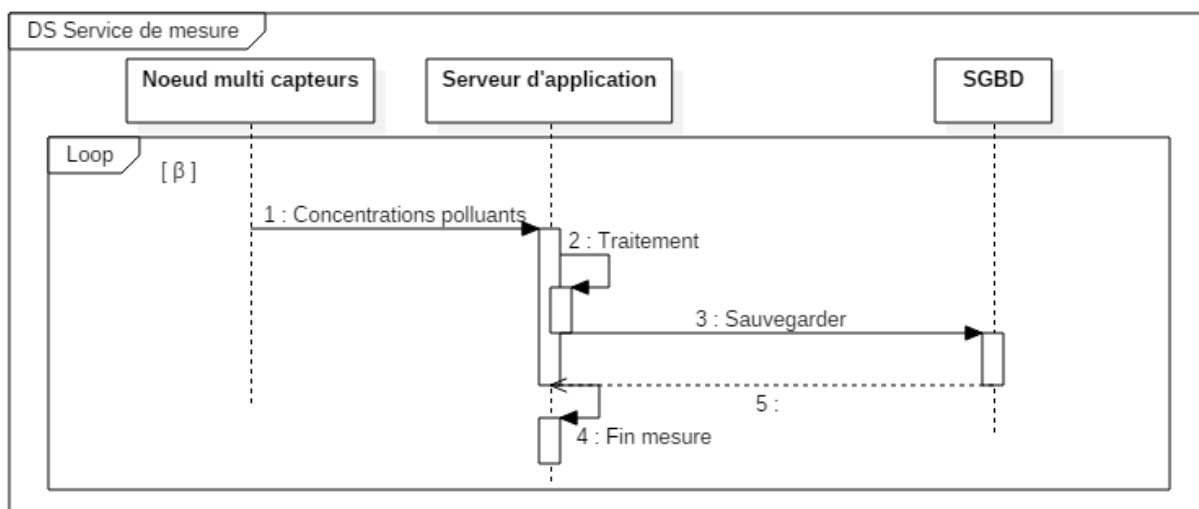 DS Service de mesure
Noeud multi capteurs
Serveur d'application
SGBD
Loop
[ β ]
1 : Concentrations polluants
2 : Traitement
3 : Sauvegarder
5 :
4 : Fin mesure